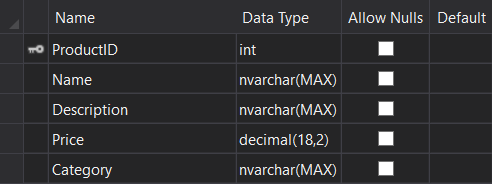 Name Data Type Allow Nulls Default
ProductID int
Name nvarchar(MAX)
Description nvarchar(MAX)
Price decimal(18,2)
Category nvarchar(MAX)